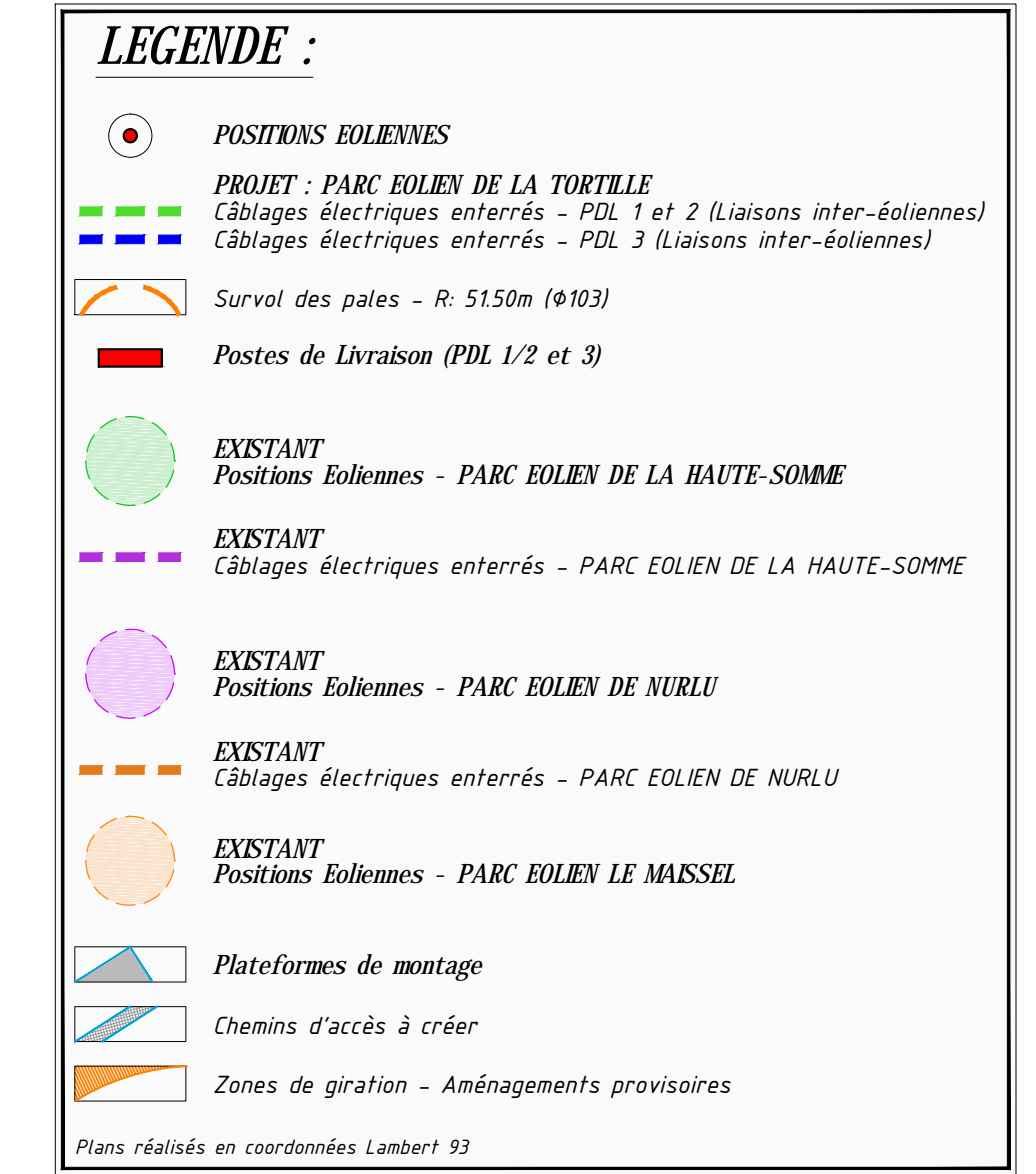 LEGENDE :
POSITIONS EOLIENNES
PROJET : PARC EOLIEN DE LA TORTILLE
Câblages électriques enterrés - PDL 1 et 2 (Liaisons inter-éoliennes)
Câblages électriques enterrés - PDL 3 (Liaisons inter-éoliennes)
Survol des pales - R: 51.50m (Φ103)
Postes de Livraison (PDL 1/2 et 3)
EXISTANT
Positions Eoliennes - PARC EOLIEN DE LA HAUTE-SOMME
EXISTANT
Câblages électriques enterrés - PARC EOLIEN DE LA HAUTE-SOMME
EXISTANT
Positions Eoliennes - PARC EOLIEN DE NURLU
EXISTANT
Câblages électriques enterrés - PARC EOLIEN DE NURLU
EXISTANT
Positions Eoliennes - PARC EOLIEN LE MAISSEL
Plateformes de montage
Chemins d'accès à créer
Zones de giration - Aménagements provisoires
Plans réalisés en coordonnées Lambert 93